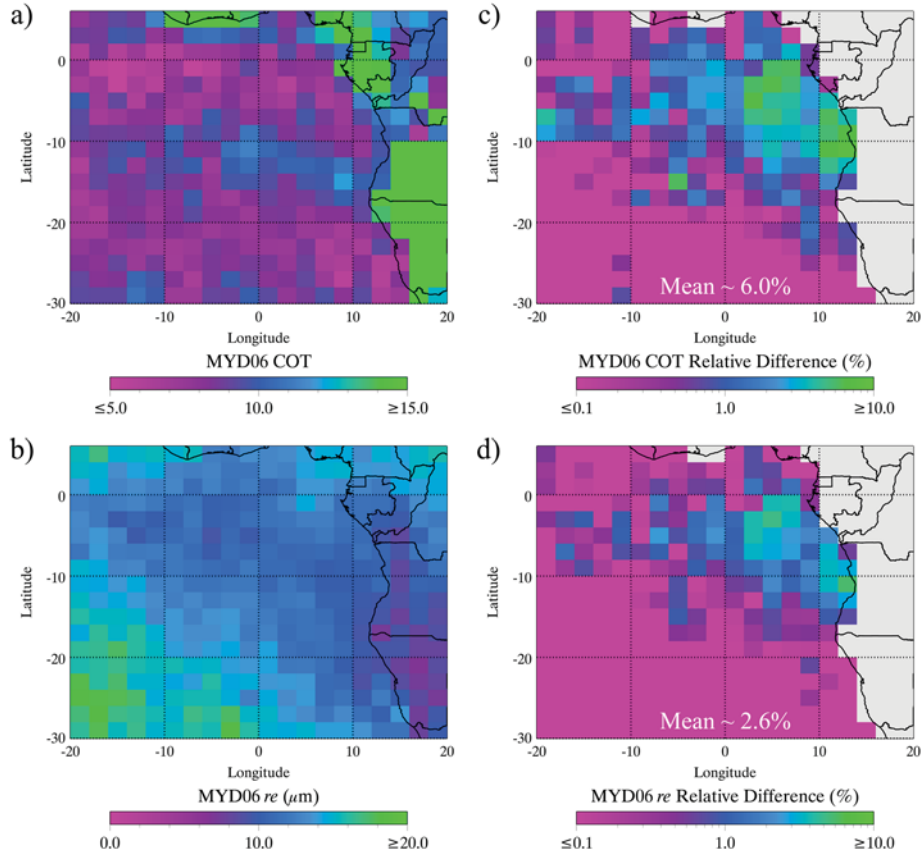 a)
0
-10
-20
-30
Latitude
-20 -10 0 10 20
Longitude
MYD06 COT
≤5.0 10.0 ≥15.0
c)
0
-10
-20
-30
Latitude
Mean ~ 6.0%
-20 -10 0 10 20
Longitude
MYD06 COT Relative Difference (%)
≤0.1 1.0 ≥10.0
b)
0
-10
-20
-30
Latitude
-20 -10 0 10 20
Longitude
MYD06 re (μm)
0.0 10.0 ≥20.0
d)
0
-10
-20
-30
Latitude
Mean ~ 2.6%
-20 -10 0 10 20
Longitude
MYD06 re Relative Difference (%)
≤0.1 1.0 ≥10.0